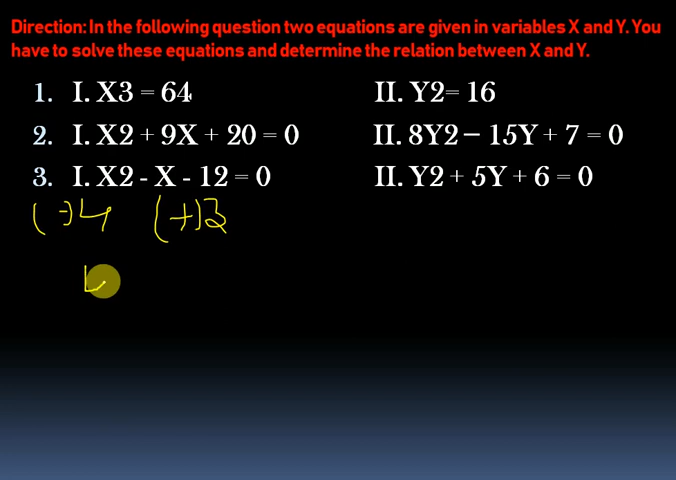 Direction: In the following question two equations are given in variables X and Y. You
have to solve these equations and determine the relation between X and Y.
1. I. X3 = 64 II. Y2= 16
2. I. X2 + 9X + 20 = 0 II. 8Y2 – 15Y + 7 = 0
3. I. X2 - X - 12 = 0 II. Y2 + 5Y + 6 = 0
(-)4 (+)3